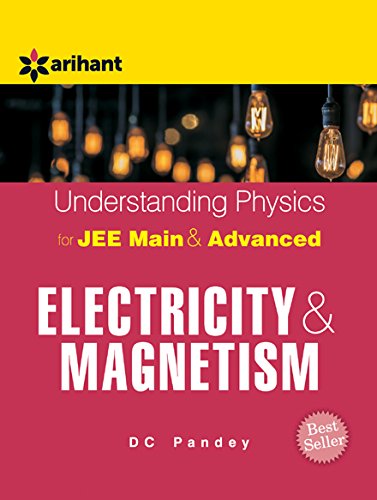 arihant
Understanding Physics
for JEE Main & Advanced
ELECTRICITY &
MAGNETISM
Best
Seller
DC Pandey